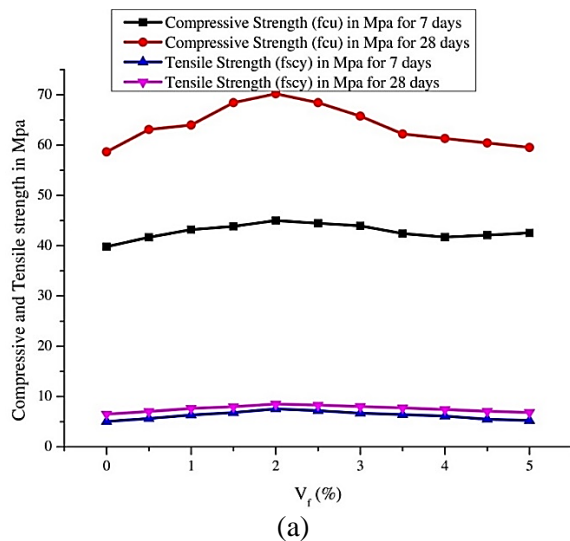 Compressive Strength (fcu) in Mpa for 7 days
Compressive Strength (fcu) in Mpa for 28 days
Tensile Strength (fscy) in Mpa for 7 days
Tensile Strength (fscy) in Mpa for 28 days
Compressive and Tensile strength in Mpa
70
60
50
40
30
20
10
0
0 1 2 3 4 5
V_f (%)
(a)